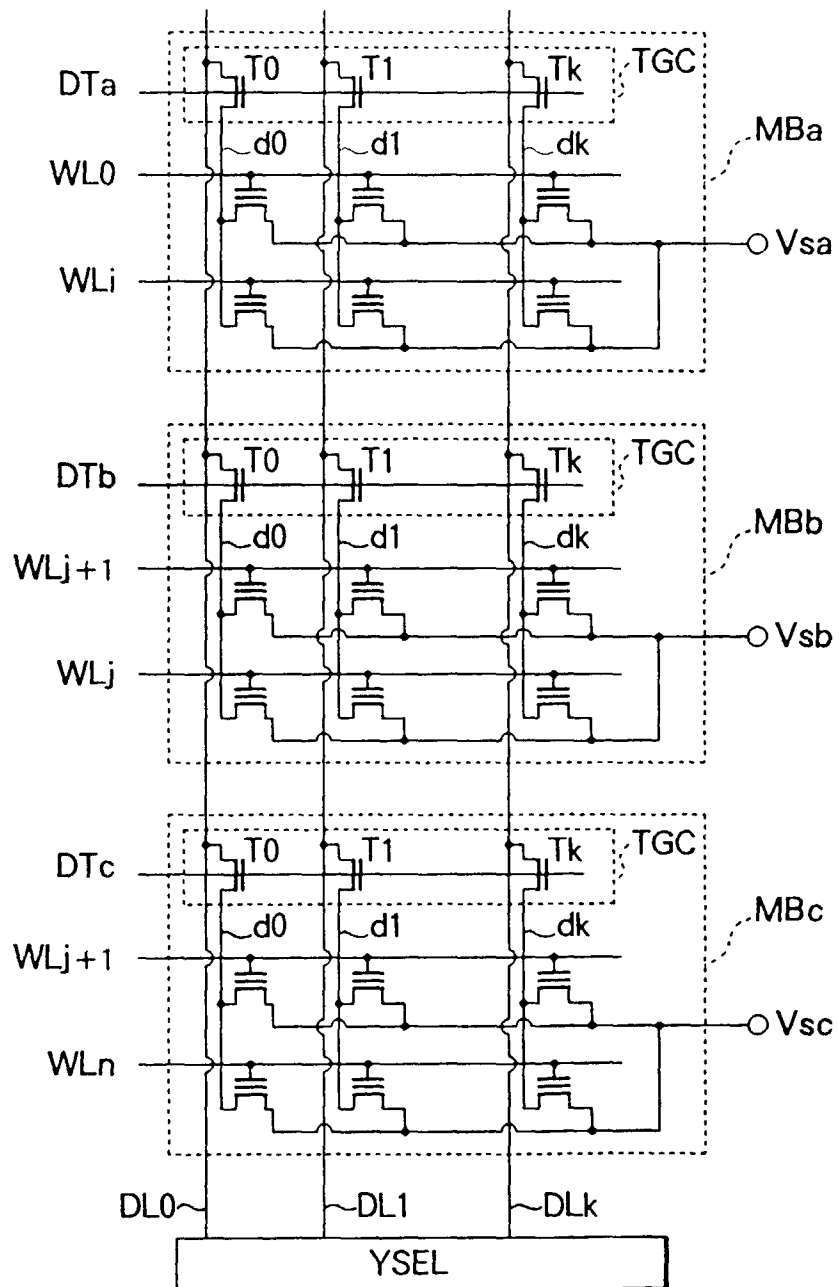 T0 T1 Tk TGC
DTa
d0 d1 dk MBa
WL0
Vsa
WLi
T0 T1 Tk TGC
DTb
d0 d1 dk MBb
WLj+1
Vsb
WLj
T0 T1 Tk TGC
DTc
d0 d1 dk MBc
WLj+1
Vsc
WLn
DL0 DL1 DLk
YSEL